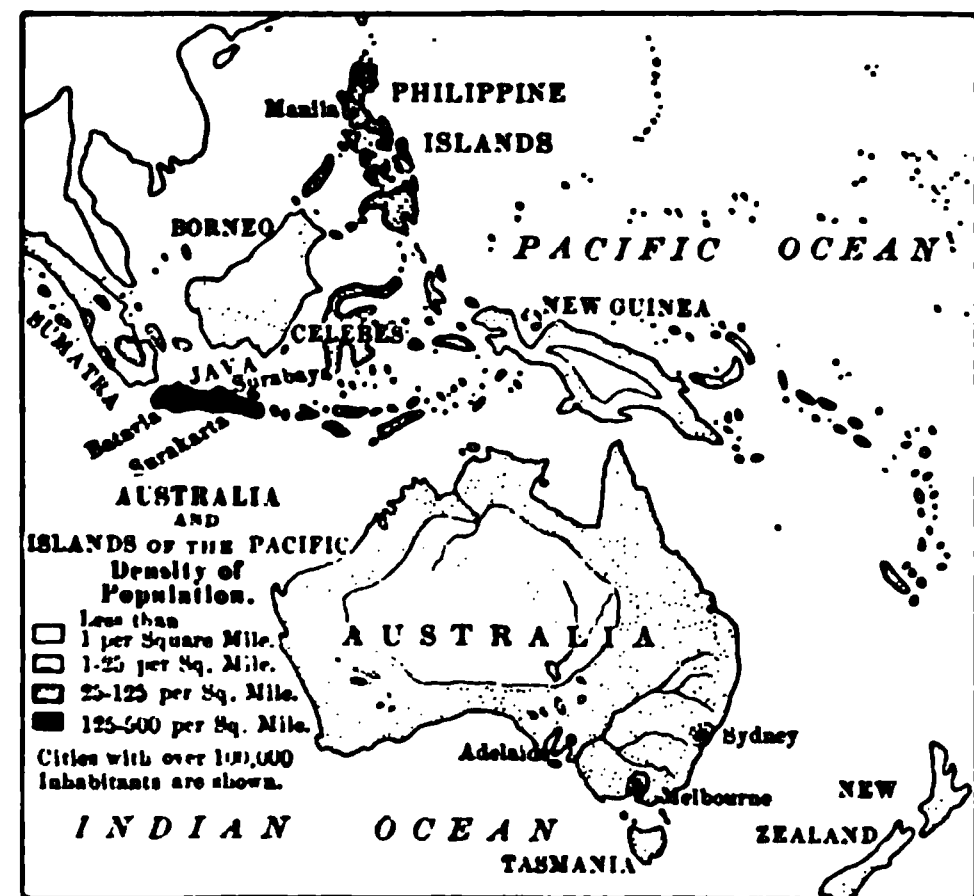 Manila
PHILIPPINE
ISLANDS
BORNEO
PACIFIC OCEAN
SUMATRA
CELEBES
NEW GUINEA
JAVA
Surabaya
Batavia
Surakarta
AUSTRALIA
AND
ISLANDS OF THE PACIFIC
Density of
Population.
Less than
1 per Square Mile.
1-25 per Sq. Mile.
25-125 per Sq. Mile.
125-500 per Sq. Mile.
Cities with over 100,000
Inhabitants are shown.
AUSTRALIA
Adelaide
Sydney
Melbourne
NEW
ZEALAND
INDIAN OCEAN
TASMANIA